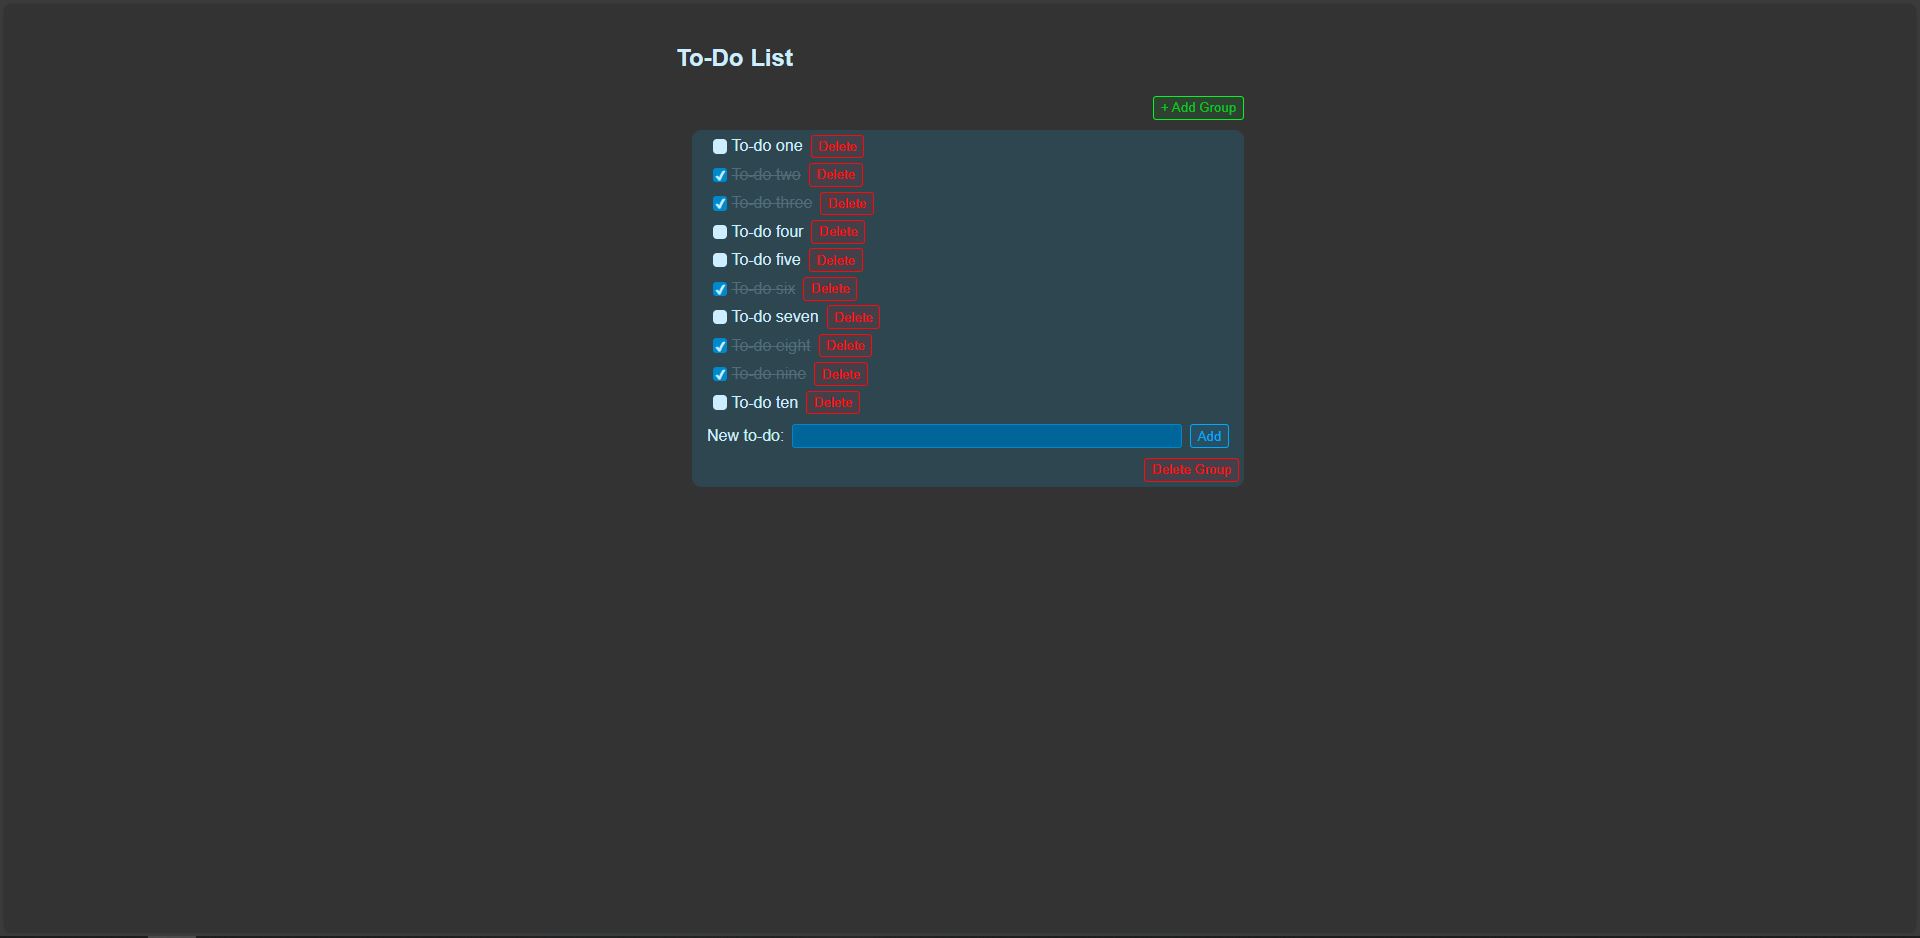 To-Do List
+ Add Group
To-do one Delete
To-do two Delete
To-do three Delete
To-do four Delete
To-do five Delete
To-do six Delete
To-do seven Delete
To-do eight Delete
To-do nine Delete
To-do ten Delete
New to-do: Add
Delete Group